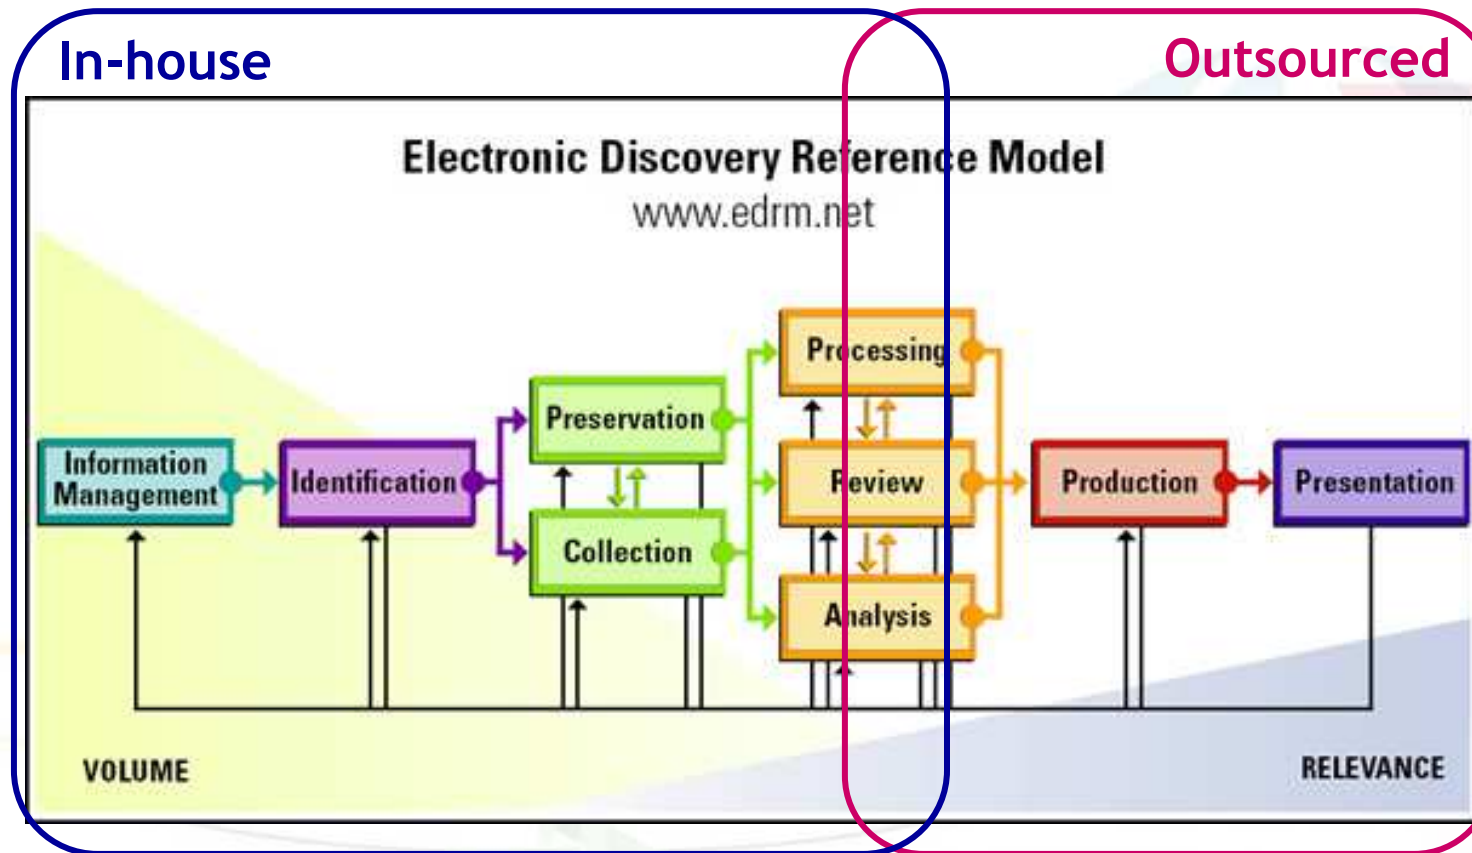 In-house
Outsourced
Electronic Discovery Reference Model
www.edrm.net
Information
Management
Identification
Preservation
Collection
Processing
Review
Analysis
Production
Presentation
VOLUME
RELEVANCE